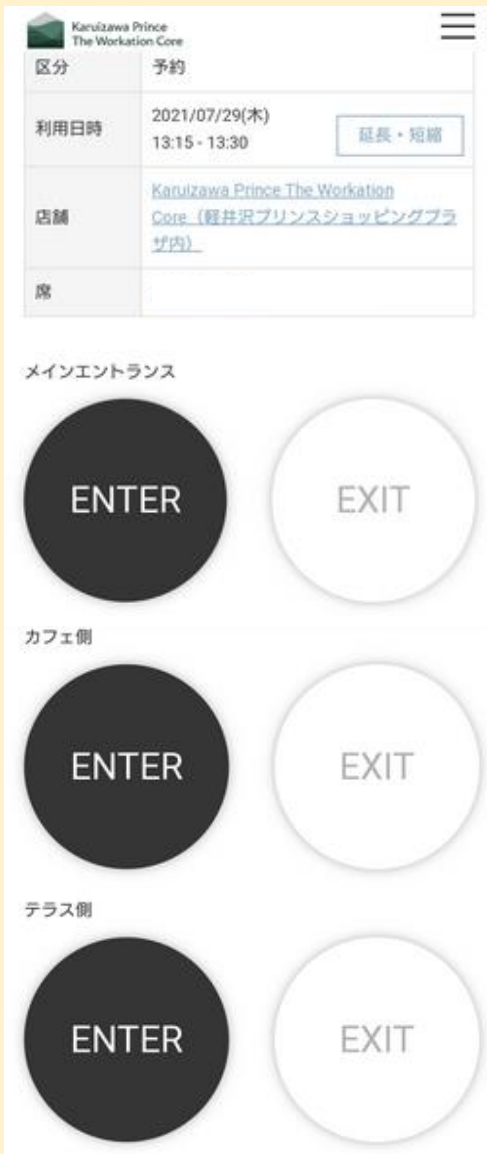 Karuizawa Prince
The Workation Core
区分 予約
利用日時 2021/07/29(木)
13:15 - 13:30
延長・短縮
店舗 Karuizawa Prince The Workation
Core（軽井沢プリンスショッピングプラ
ザ内）
席
メインエントランス
ENTER EXIT
カフェ側
ENTER EXIT
テラス側
ENTER EXIT